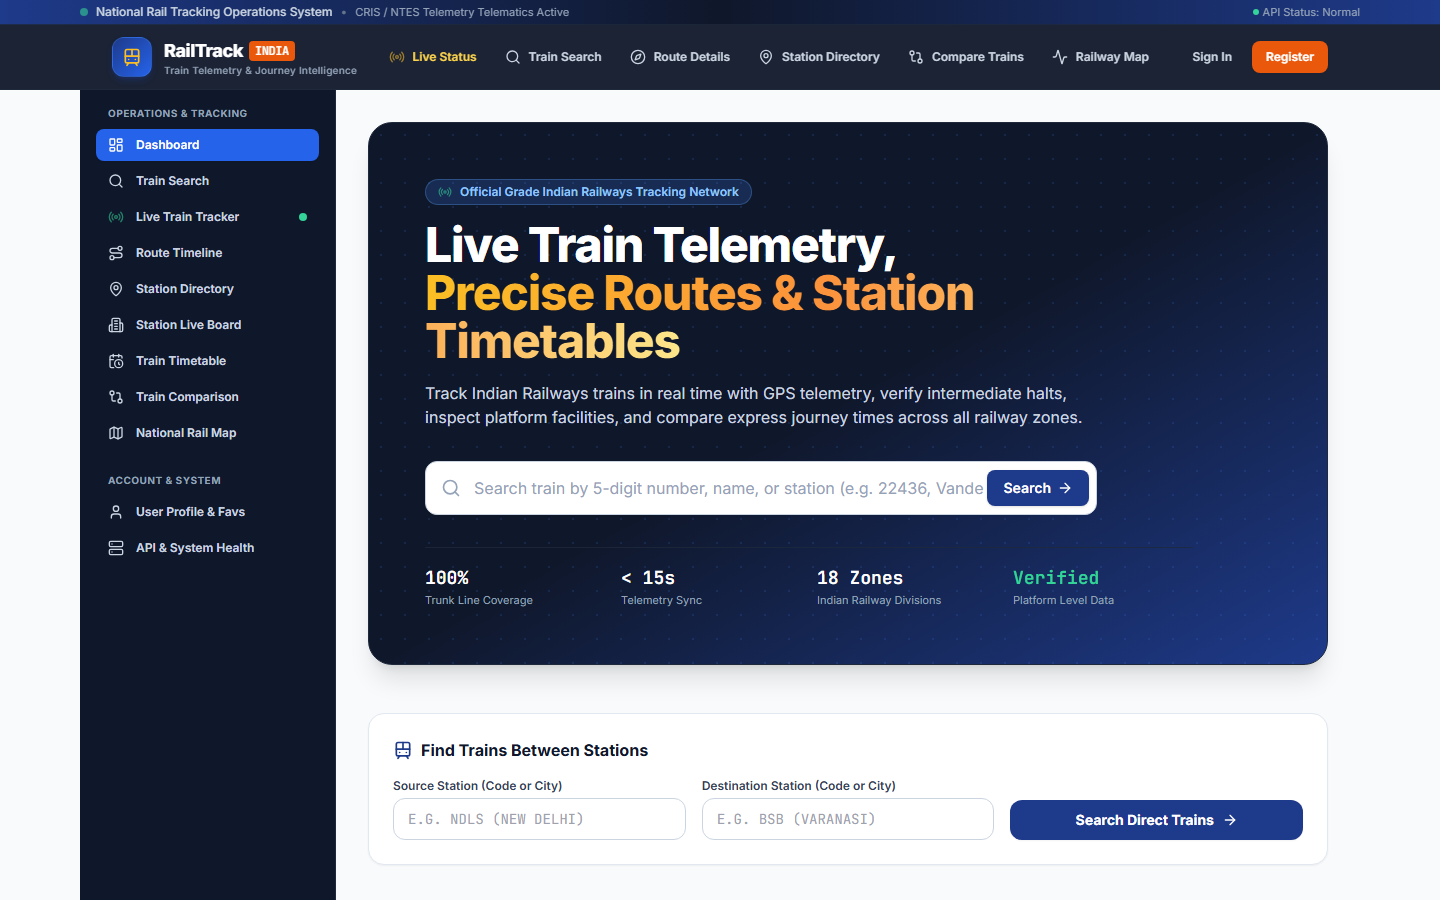 National Rail Tracking Operations System • CRIS / NTES Telemetry Telematics Active
API Status: Normal
RailTrack INDIA
Train Telemetry & Journey Intelligence
Live Status
Train Search
Route Details
Station Directory
Compare Trains
Railway Map
Sign In
Register
OPERATIONS & TRACKING
Dashboard
Train Search
Live Train Tracker
Route Timeline
Station Directory
Station Live Board
Train Timetable
Train Comparison
National Rail Map
ACCOUNT & SYSTEM
User Profile & Favs
API & System Health
Official Grade Indian Railways Tracking Network
Live Train Telemetry,
Precise Routes & Station
Timetables
Track Indian Railways trains in real time with GPS telemetry, verify intermediate halts,
inspect platform facilities, and compare express journey times across all railway zones.
Search train by 5-digit number, name, or station (e.g. 22436, Vande
Search
100%
Trunk Line Coverage
< 15s
Telemetry Sync
18 Zones
Indian Railway Divisions
Verified
Platform Level Data
Find Trains Between Stations
Source Station (Code or City)
E.G. NDLS (NEW DELHI)
Destination Station (Code or City)
E.G. BSB (VARANASI)
Search Direct Trains